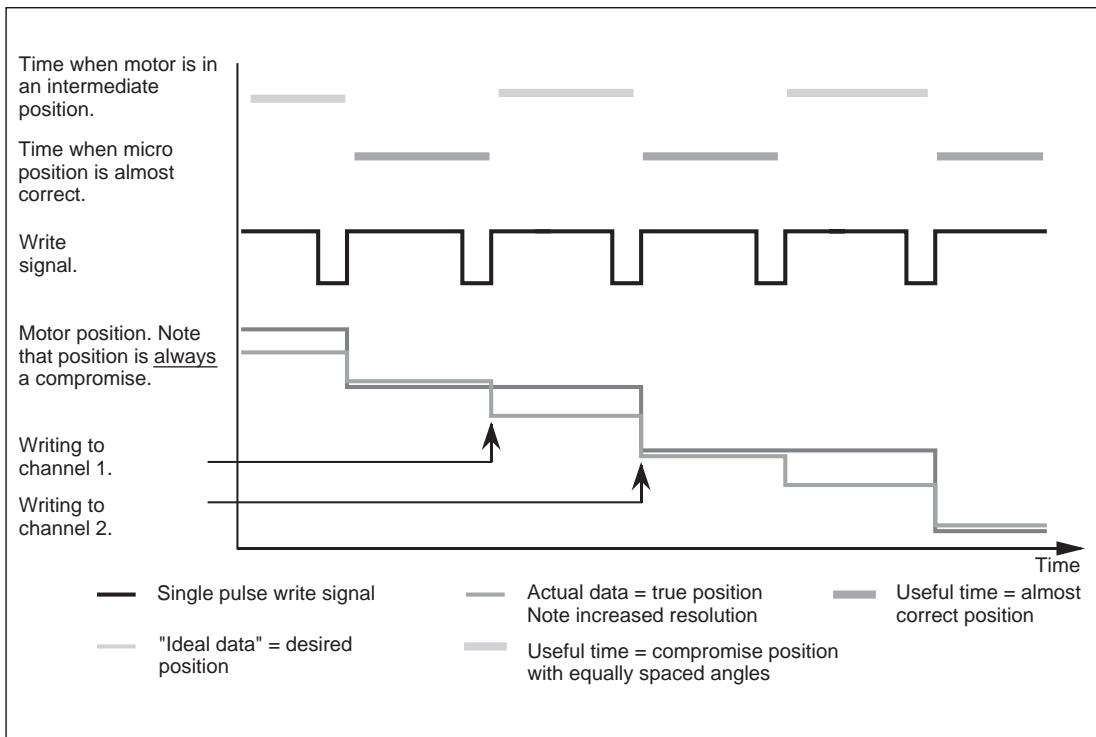 Time when motor is in
an intermediate
position.
Time when micro
position is almost
correct.
Write
signal.
Motor position. Note
that position is always
a compromise.
Writing to
channel 1.
Writing to
channel 2.
Time
Single pulse write signal
"Ideal data" = desired
position
Actual data = true position
Note increased resolution
Useful time = compromise position
with equally spaced angles
Useful time = almost
correct position